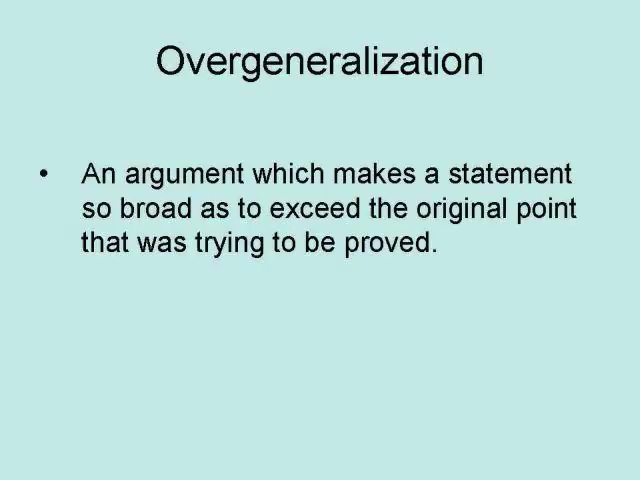 Overgeneralization
• An argument which makes a statement
so broad as to exceed the original point
that was trying to be proved.